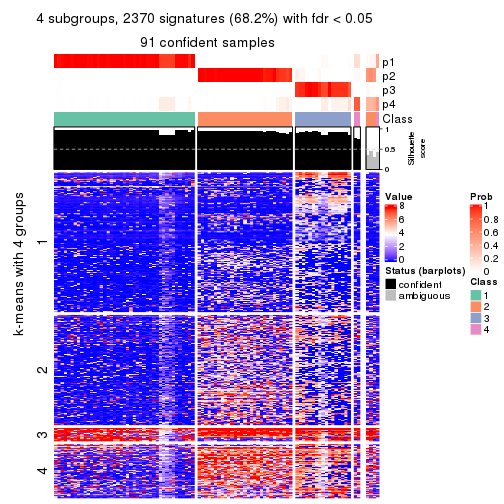 4 subgroups, 2370 signatures (68.2%) with fdr < 0.05
91 confident samples
p1
p2
p3
p4
Class
1
0.5
0
Silhouette
score
k-means with 4 groups
1
2
3
4
Value
8
6
4
2
0
Status (barplots)
confident
ambiguous
Prob
1
0.8
0.6
0.4
0.2
0
Class
1
2
3
4